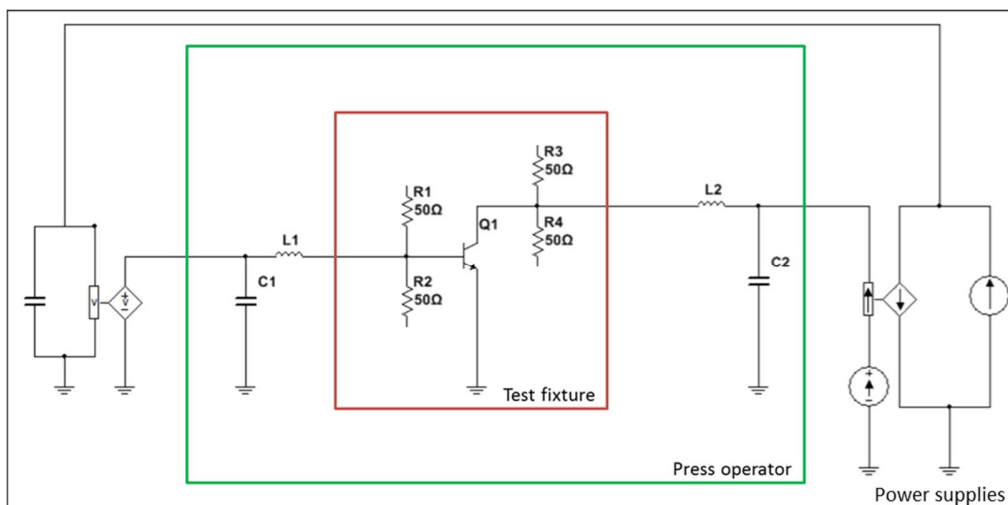 R3
50Ω
R1
50Ω
L2
Q1
R4
50Ω
L1
C1
R2
50Ω
C2
V
+
V
-
+
-
Test fixture
Press operator
Power supplies